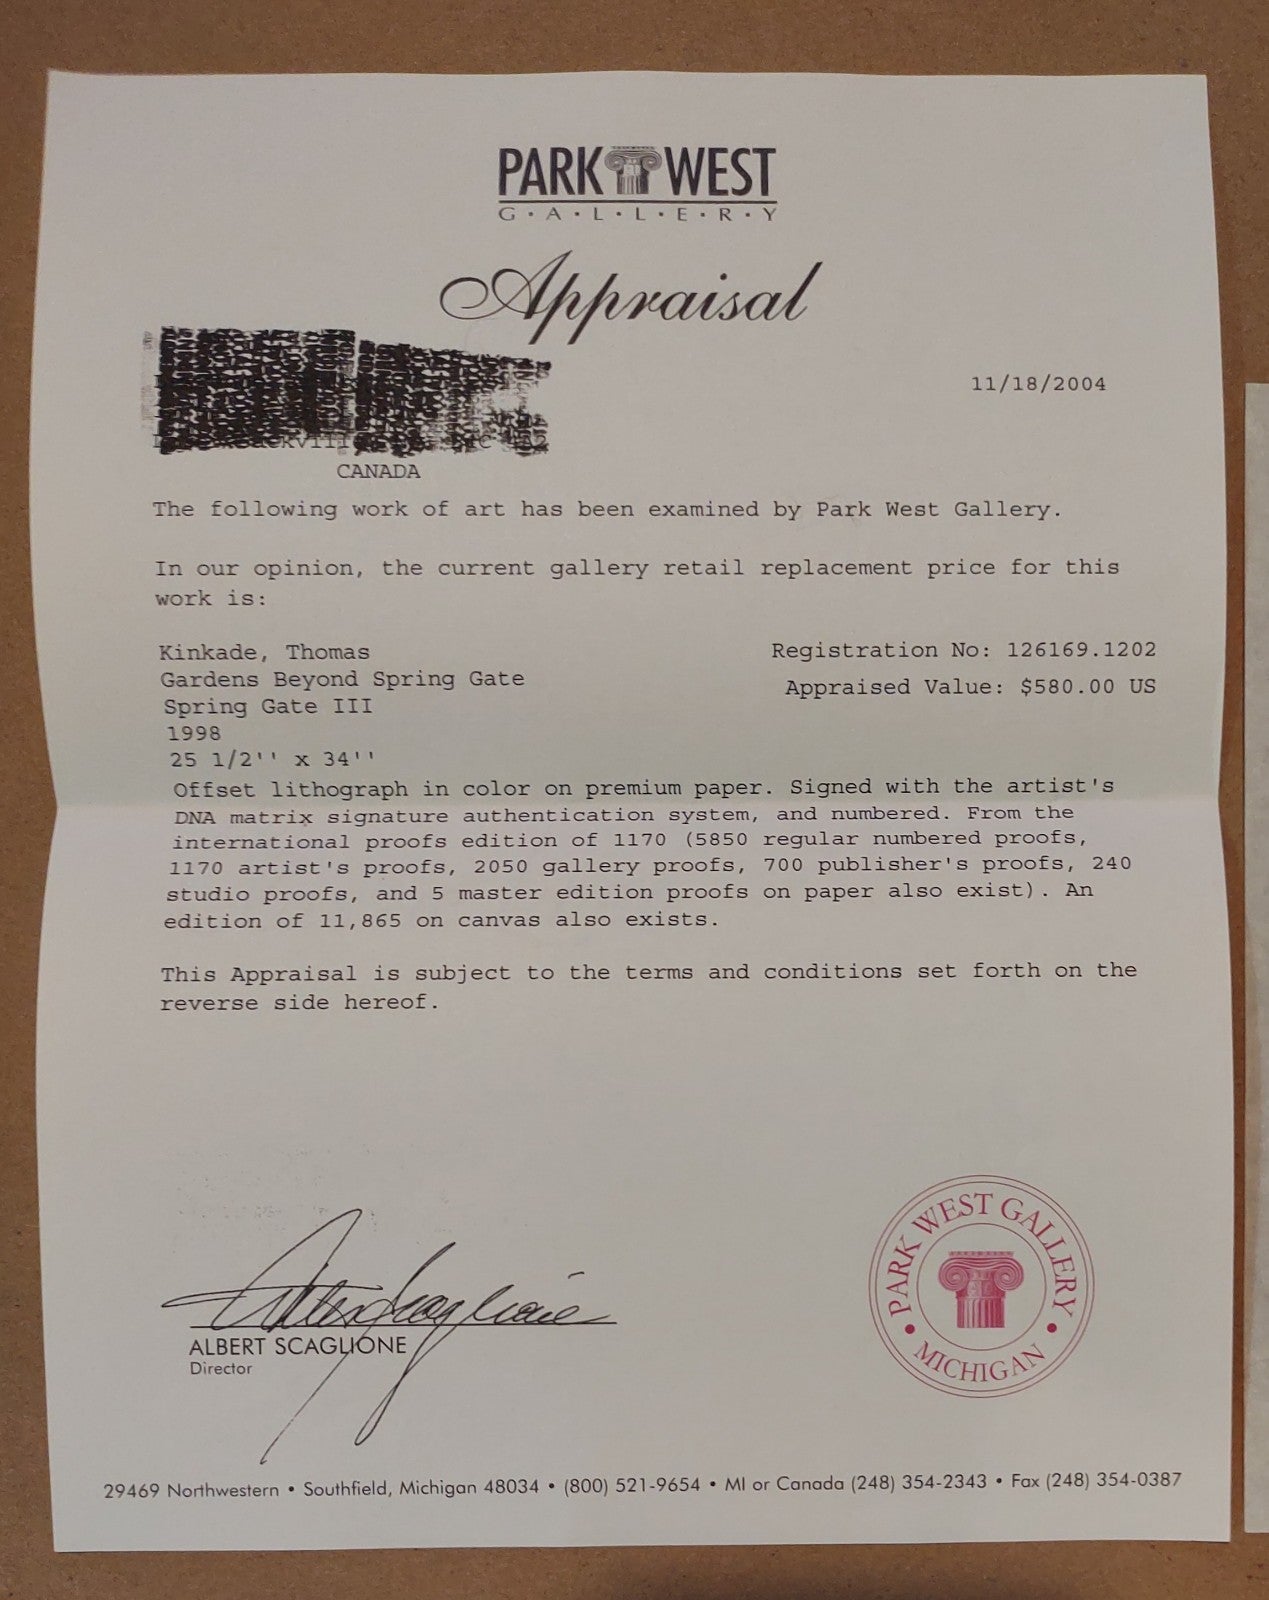 PARK WEST
G·A·L·L·E·R·Y
Appraisal
11/18/2004
CANADA
The following work of art has been examined by Park West Gallery.
In our opinion, the current gallery retail replacement price for this
work is:
Kinkade, Thomas
Gardens Beyond Spring Gate
Spring Gate III
1998
25 1/2'' x 34''
Registration No: 126169.1202
Appraised Value: $580.00 US
Offset lithograph in color on premium paper. Signed with the artist's
DNA matrix signature authentication system, and numbered. From the
international proofs edition of 1170 (5850 regular numbered proofs,
1170 artist's proofs, 2050 gallery proofs, 700 publisher's proofs, 240
studio proofs, and 5 master edition proofs on paper also exist). An
edition of 11,865 on canvas also exists.
This Appraisal is subject to the terms and conditions set forth on the
reverse side hereof.
Albert Scaglione
ALBERT SCAGLIONE
Director
PARK WEST GALLERY
• MICHIGAN •
29469 Northwestern • Southfield, Michigan 48034 • (800) 521-9654 • MI or Canada (248) 354-2343 • Fax (248) 354-0387